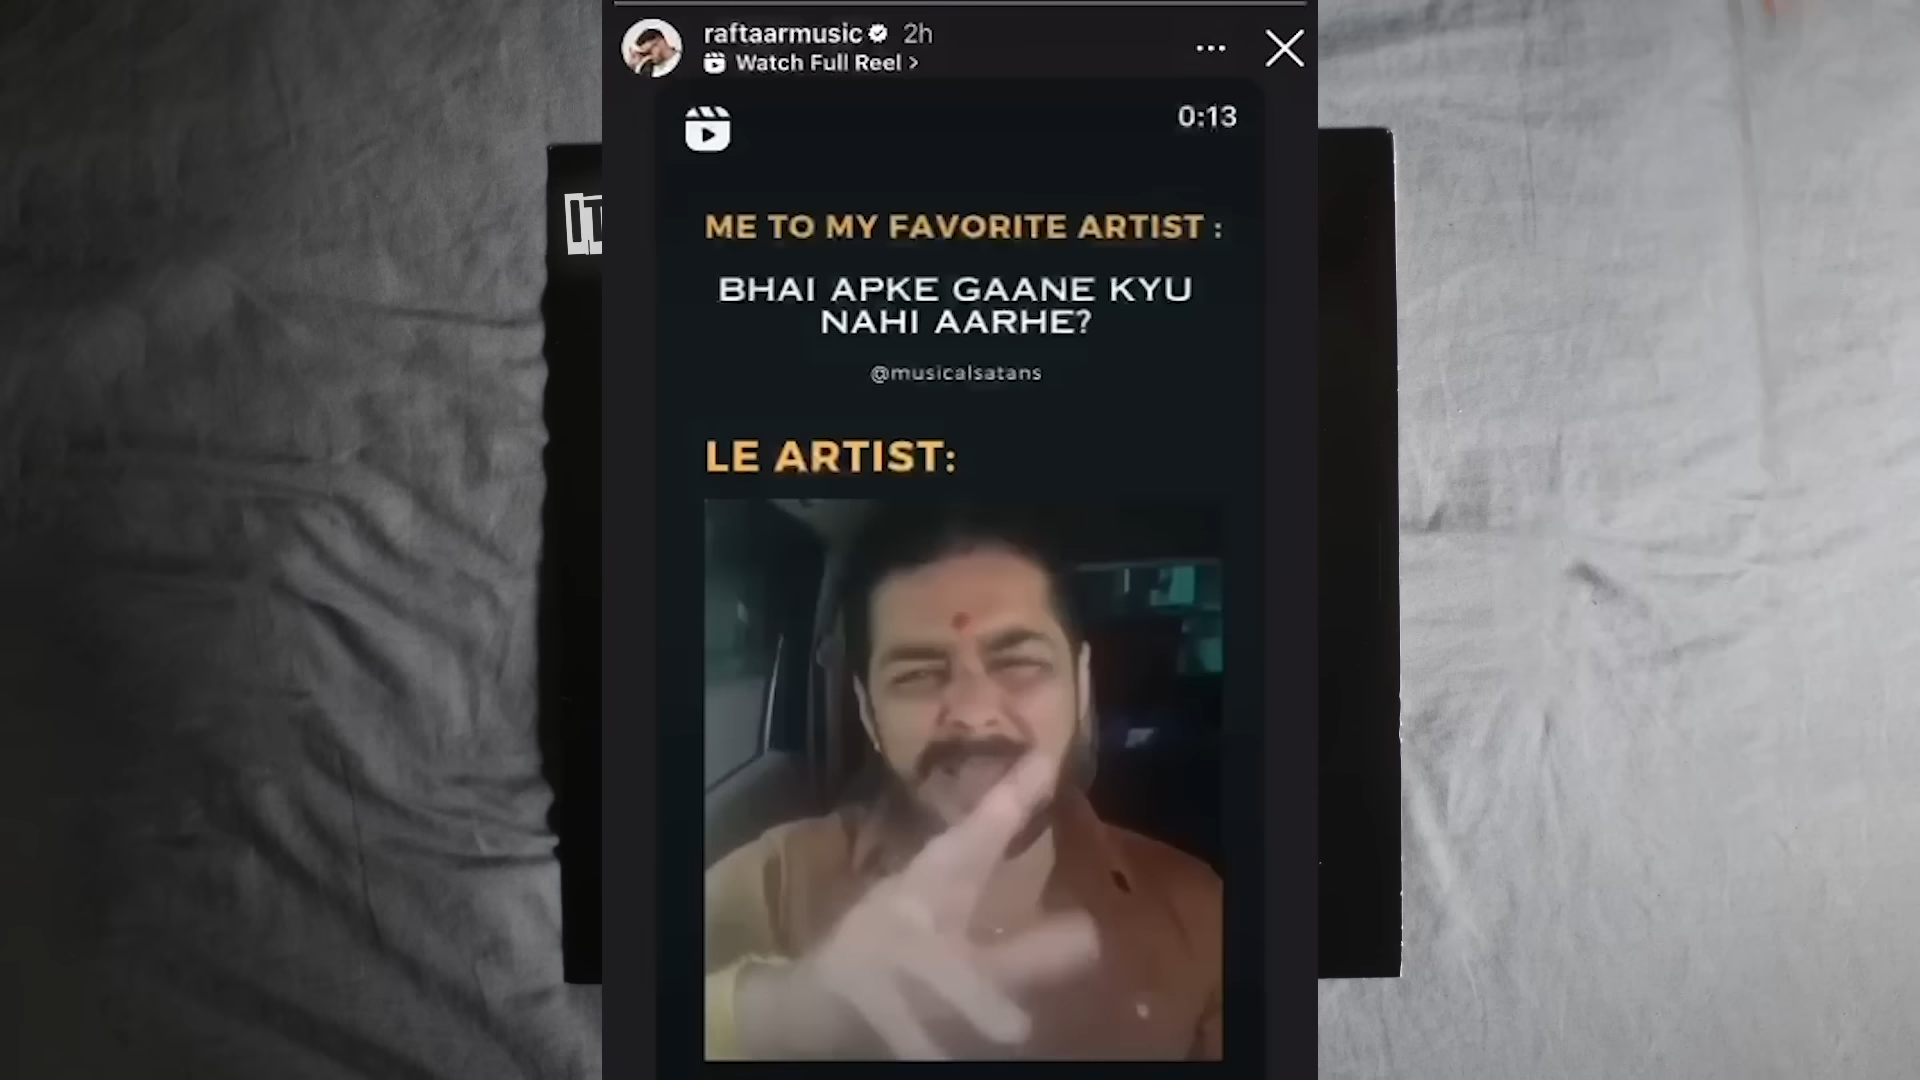 raftaarmusic 2h
Watch Full Reel >
0:13
ME TO MY FAVORITE ARTIST :
BHAI APKE GAANE KYU
NAHI AARHE?
@musicalsatans
LE ARTIST: